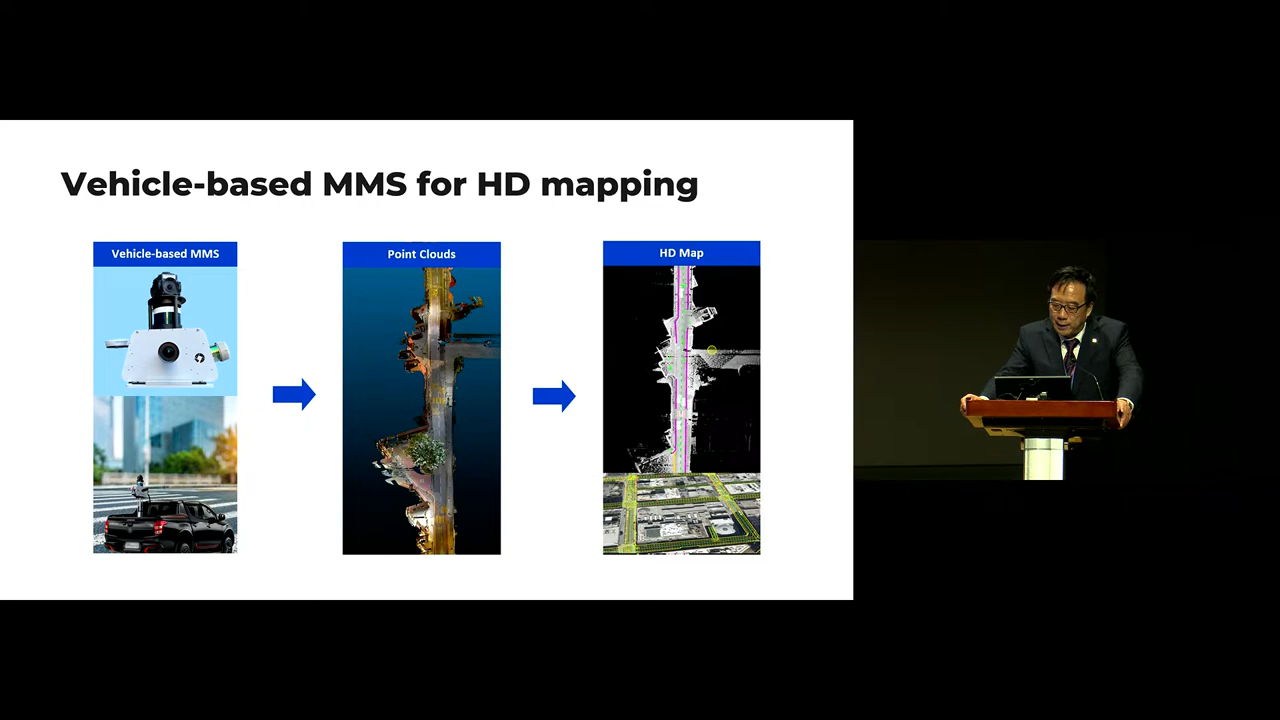 Vehicle-based MMS for HD mapping
Vehicle-based MMS
Point Clouds
HD Map